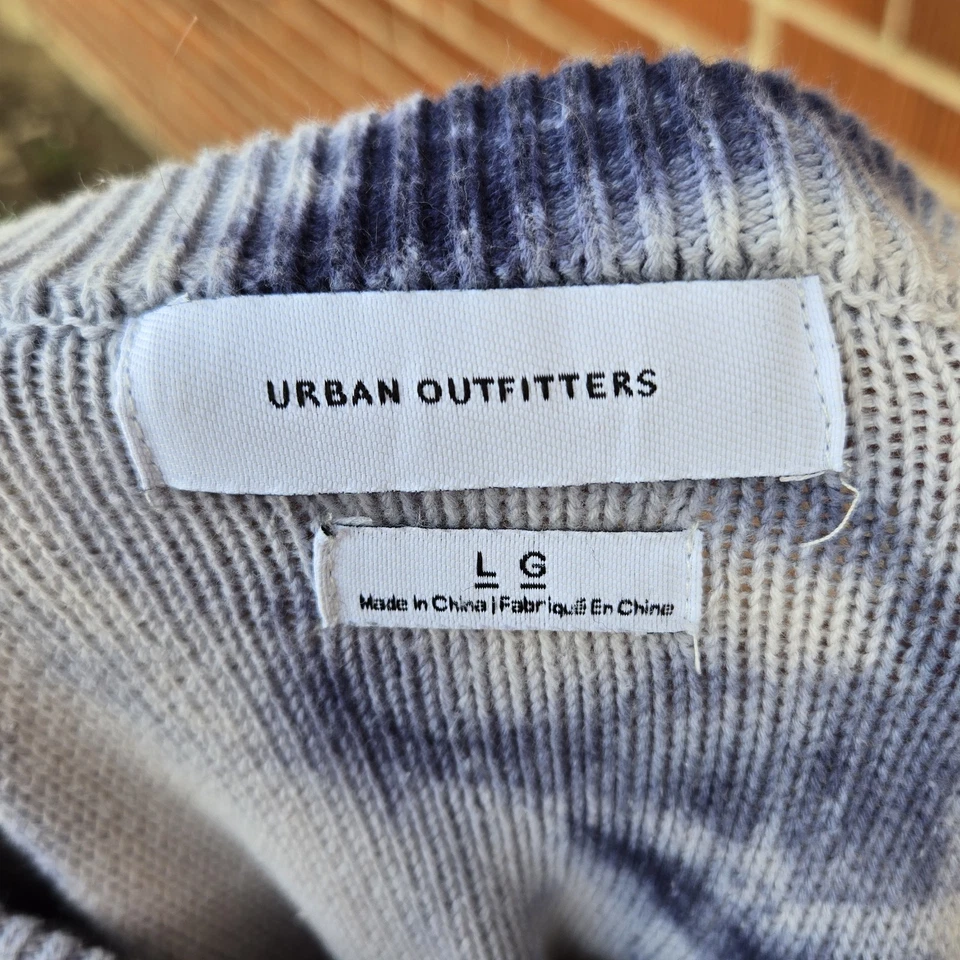 URBAN OUTFITTERS
L G
Made in China | Fabriqué En Chine